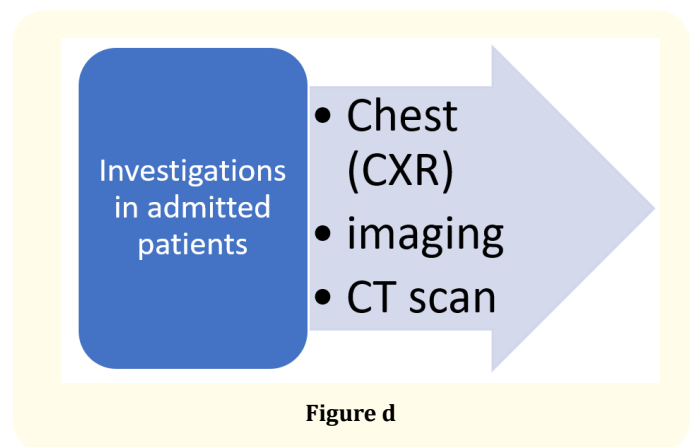 Investigations
in admitted
patients
• Chest
(CXR)
• imaging
• CT scan
Figure d